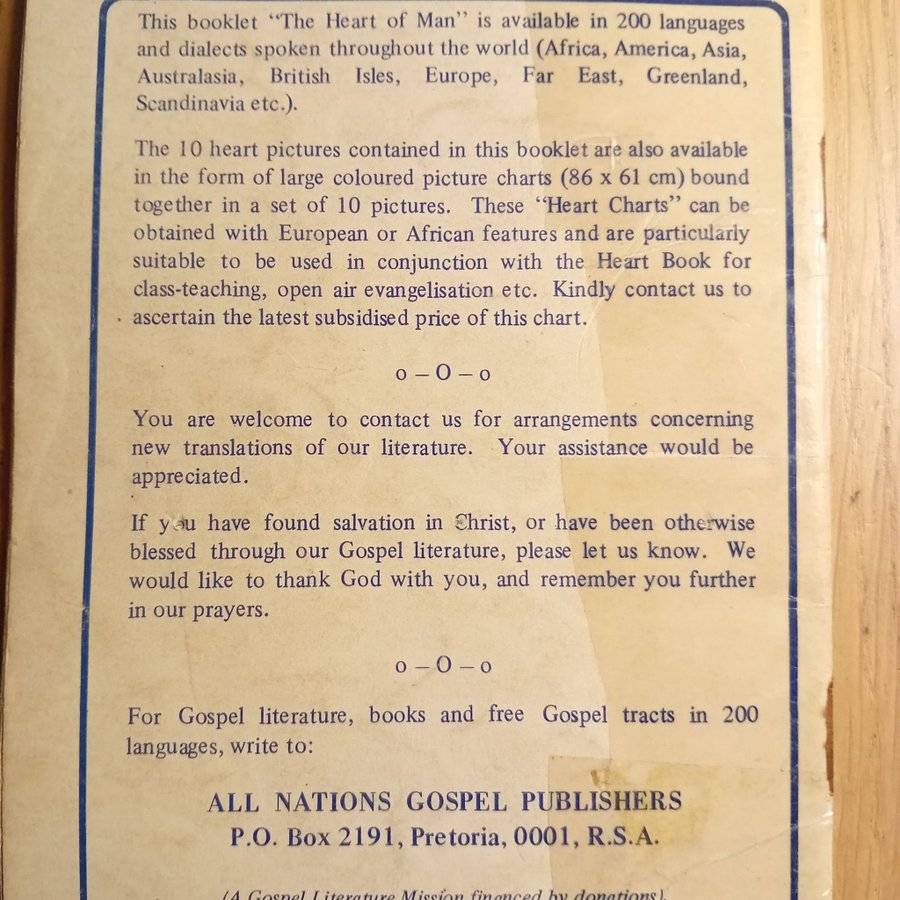 This booklet “The Heart of Man” is available in 200 languages
and dialects spoken throughout the world (Africa, America, Asia,
Australasia, British Isles, Europe, Far East, Greenland,
Scandinavia etc.).
The 10 heart pictures contained in this booklet are also available
in the form of large coloured picture charts (86 x 61 cm) bound
together in a set of 10 pictures. These “Heart Charts” can be
obtained with European or African features and are particularly
suitable to be used in conjunction with the Heart Book for
class-teaching, open air evangelisation etc. Kindly contact us to
ascertain the latest subsidised price of this chart.
o – O – o
You are welcome to contact us for arrangements concerning
new translations of our literature. Your assistance would be
appreciated.
If you have found salvation in Christ, or have been otherwise
blessed through our Gospel literature, please let us know. We
would like to thank God with you, and remember you further
in our prayers.
o – O – o
For Gospel literature, books and free Gospel tracts in 200
languages, write to:
ALL NATIONS GOSPEL PUBLISHERS
P.O. Box 2191, Pretoria, 0001, R.S.A.
(A Gospel Literature Mission financed by donations).